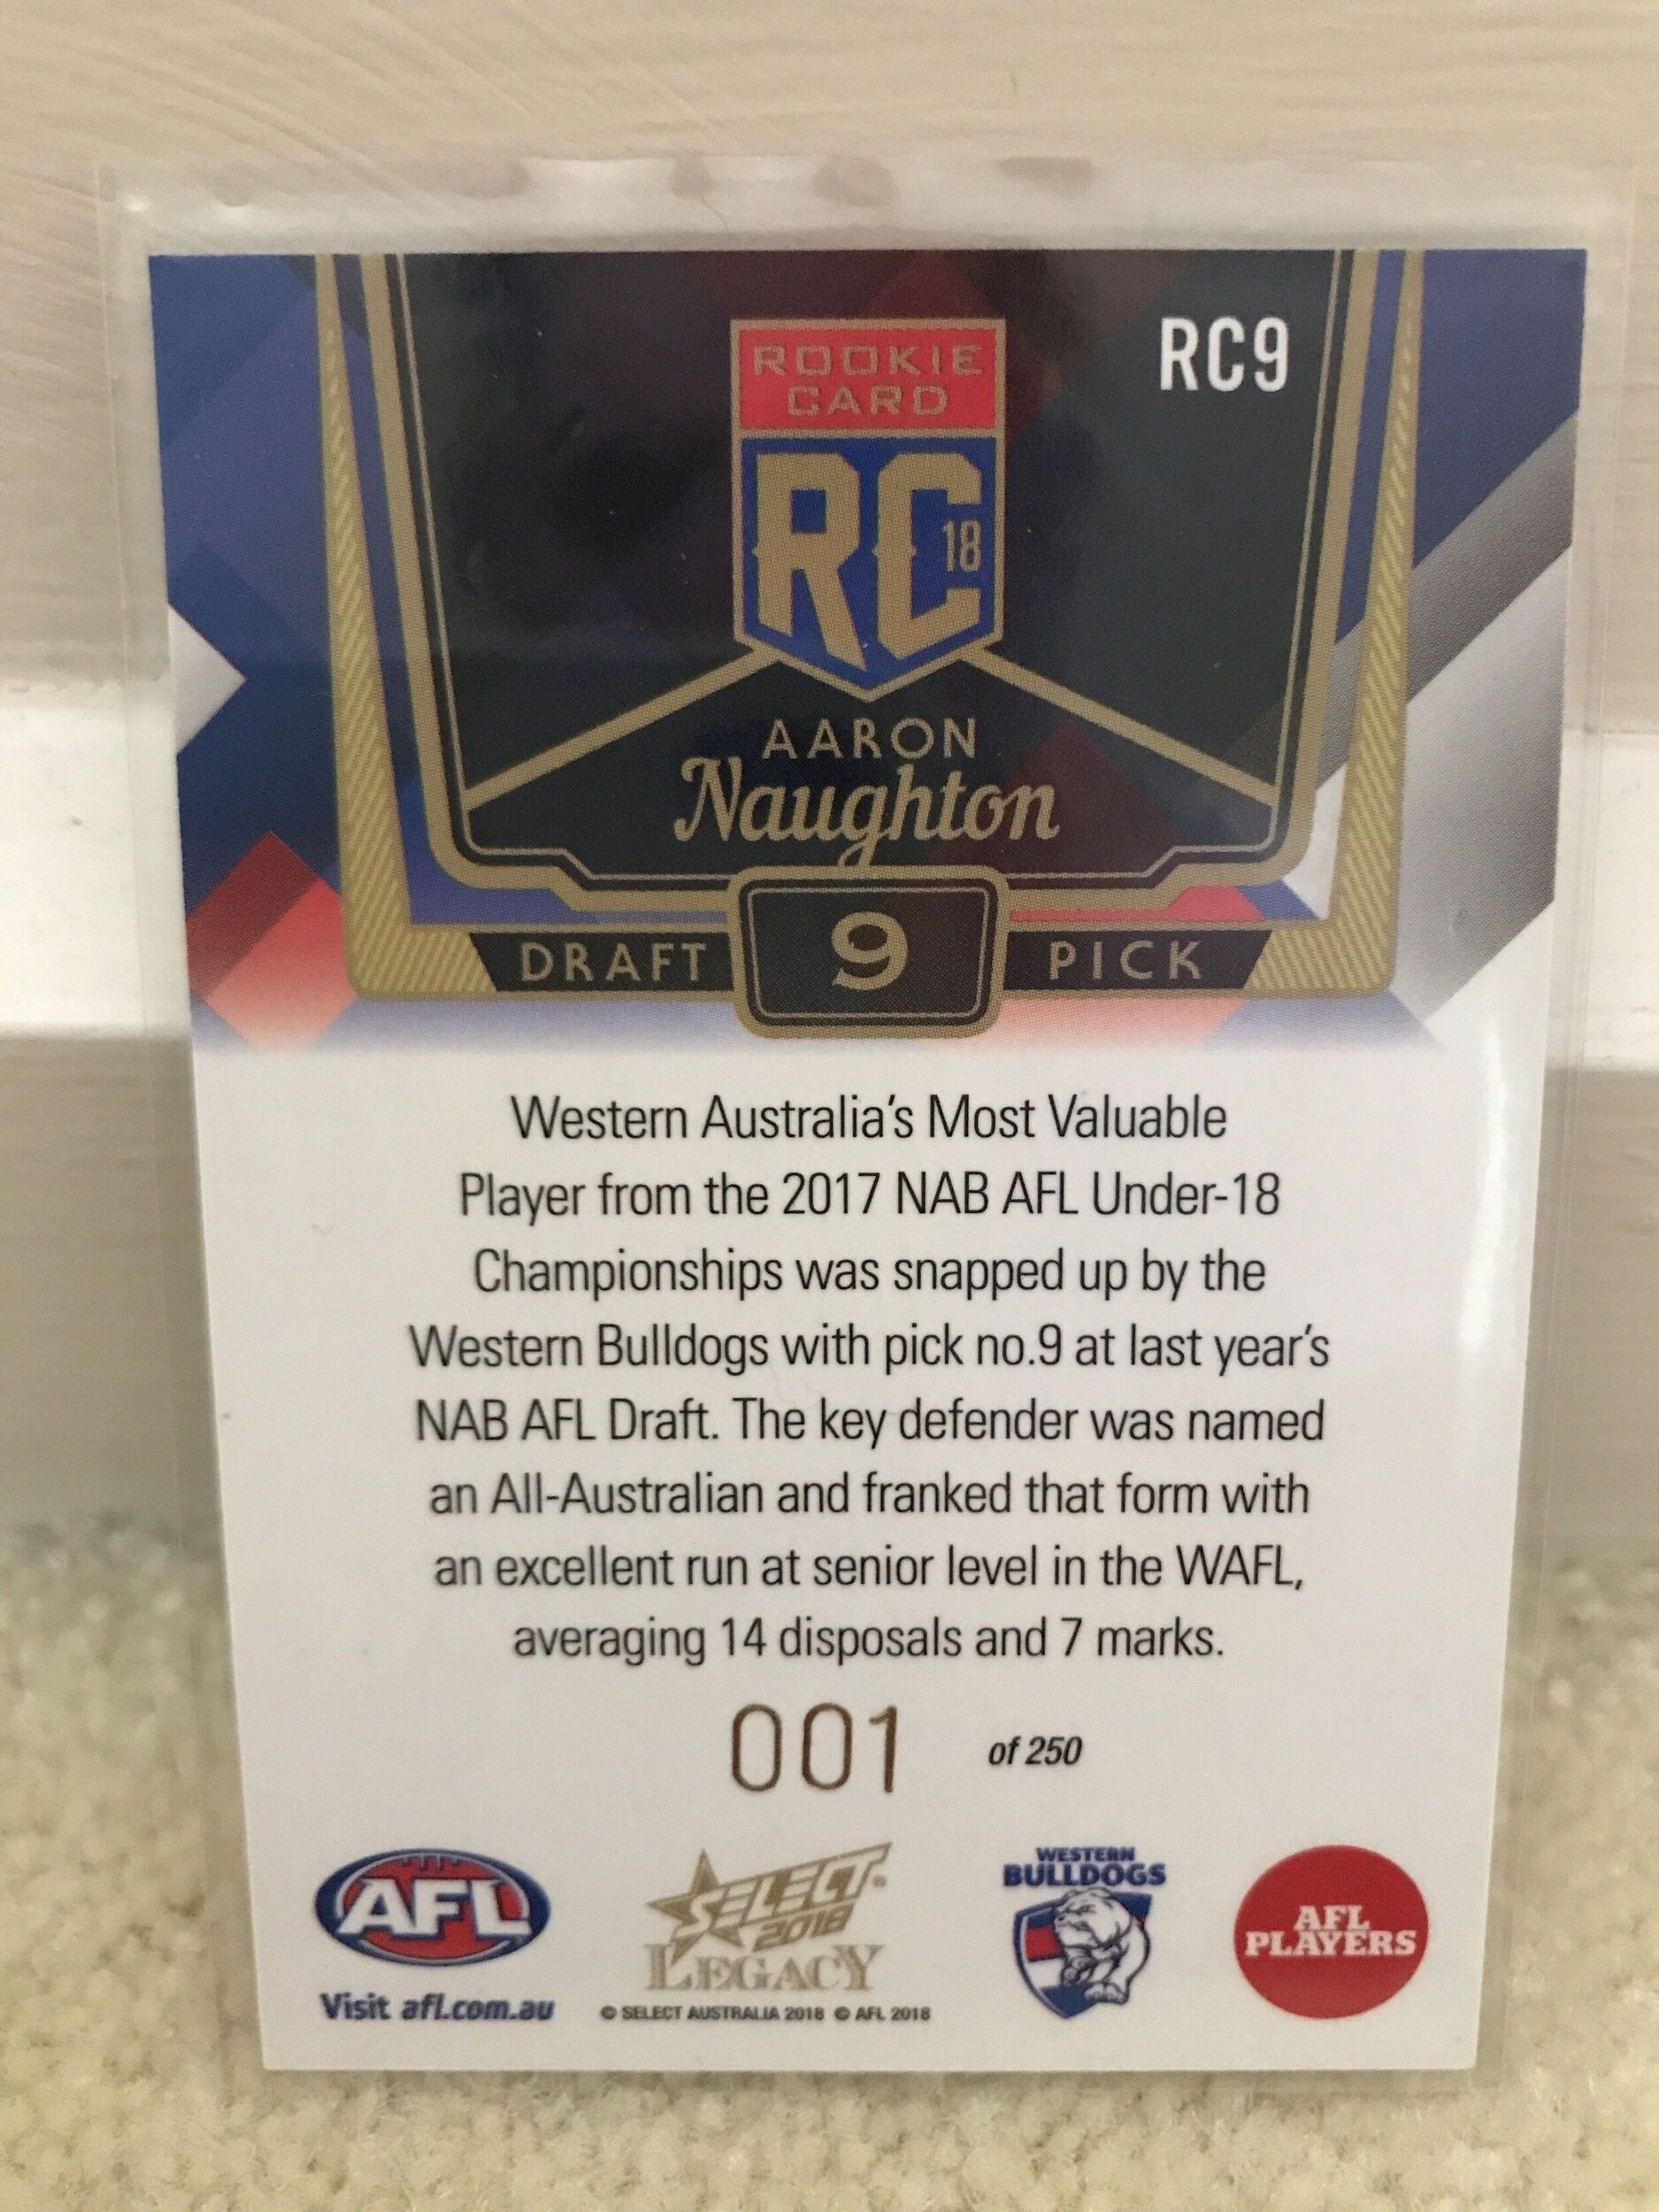 RC9
ROOKIE
CARD
RC
18
AARON
Naughton
DRAFT 9 PICK
Western Australia's Most Valuable
Player from the 2017 NAB AFL Under-18
Championships was snapped up by the
Western Bulldogs with pick no.9 at last year's
NAB AFL Draft. The key defender was named
an All-Australian and franked that form with
an excellent run at senior level in the WAFL,
averaging 14 disposals and 7 marks.
001 of 250
AFL
Visit afl.com.au
SELECT
2018
LEGACY
© SELECT AUSTRALIA 2018 © AFL 2018
WESTERN
BULLDOGS
AFL
PLAYERS